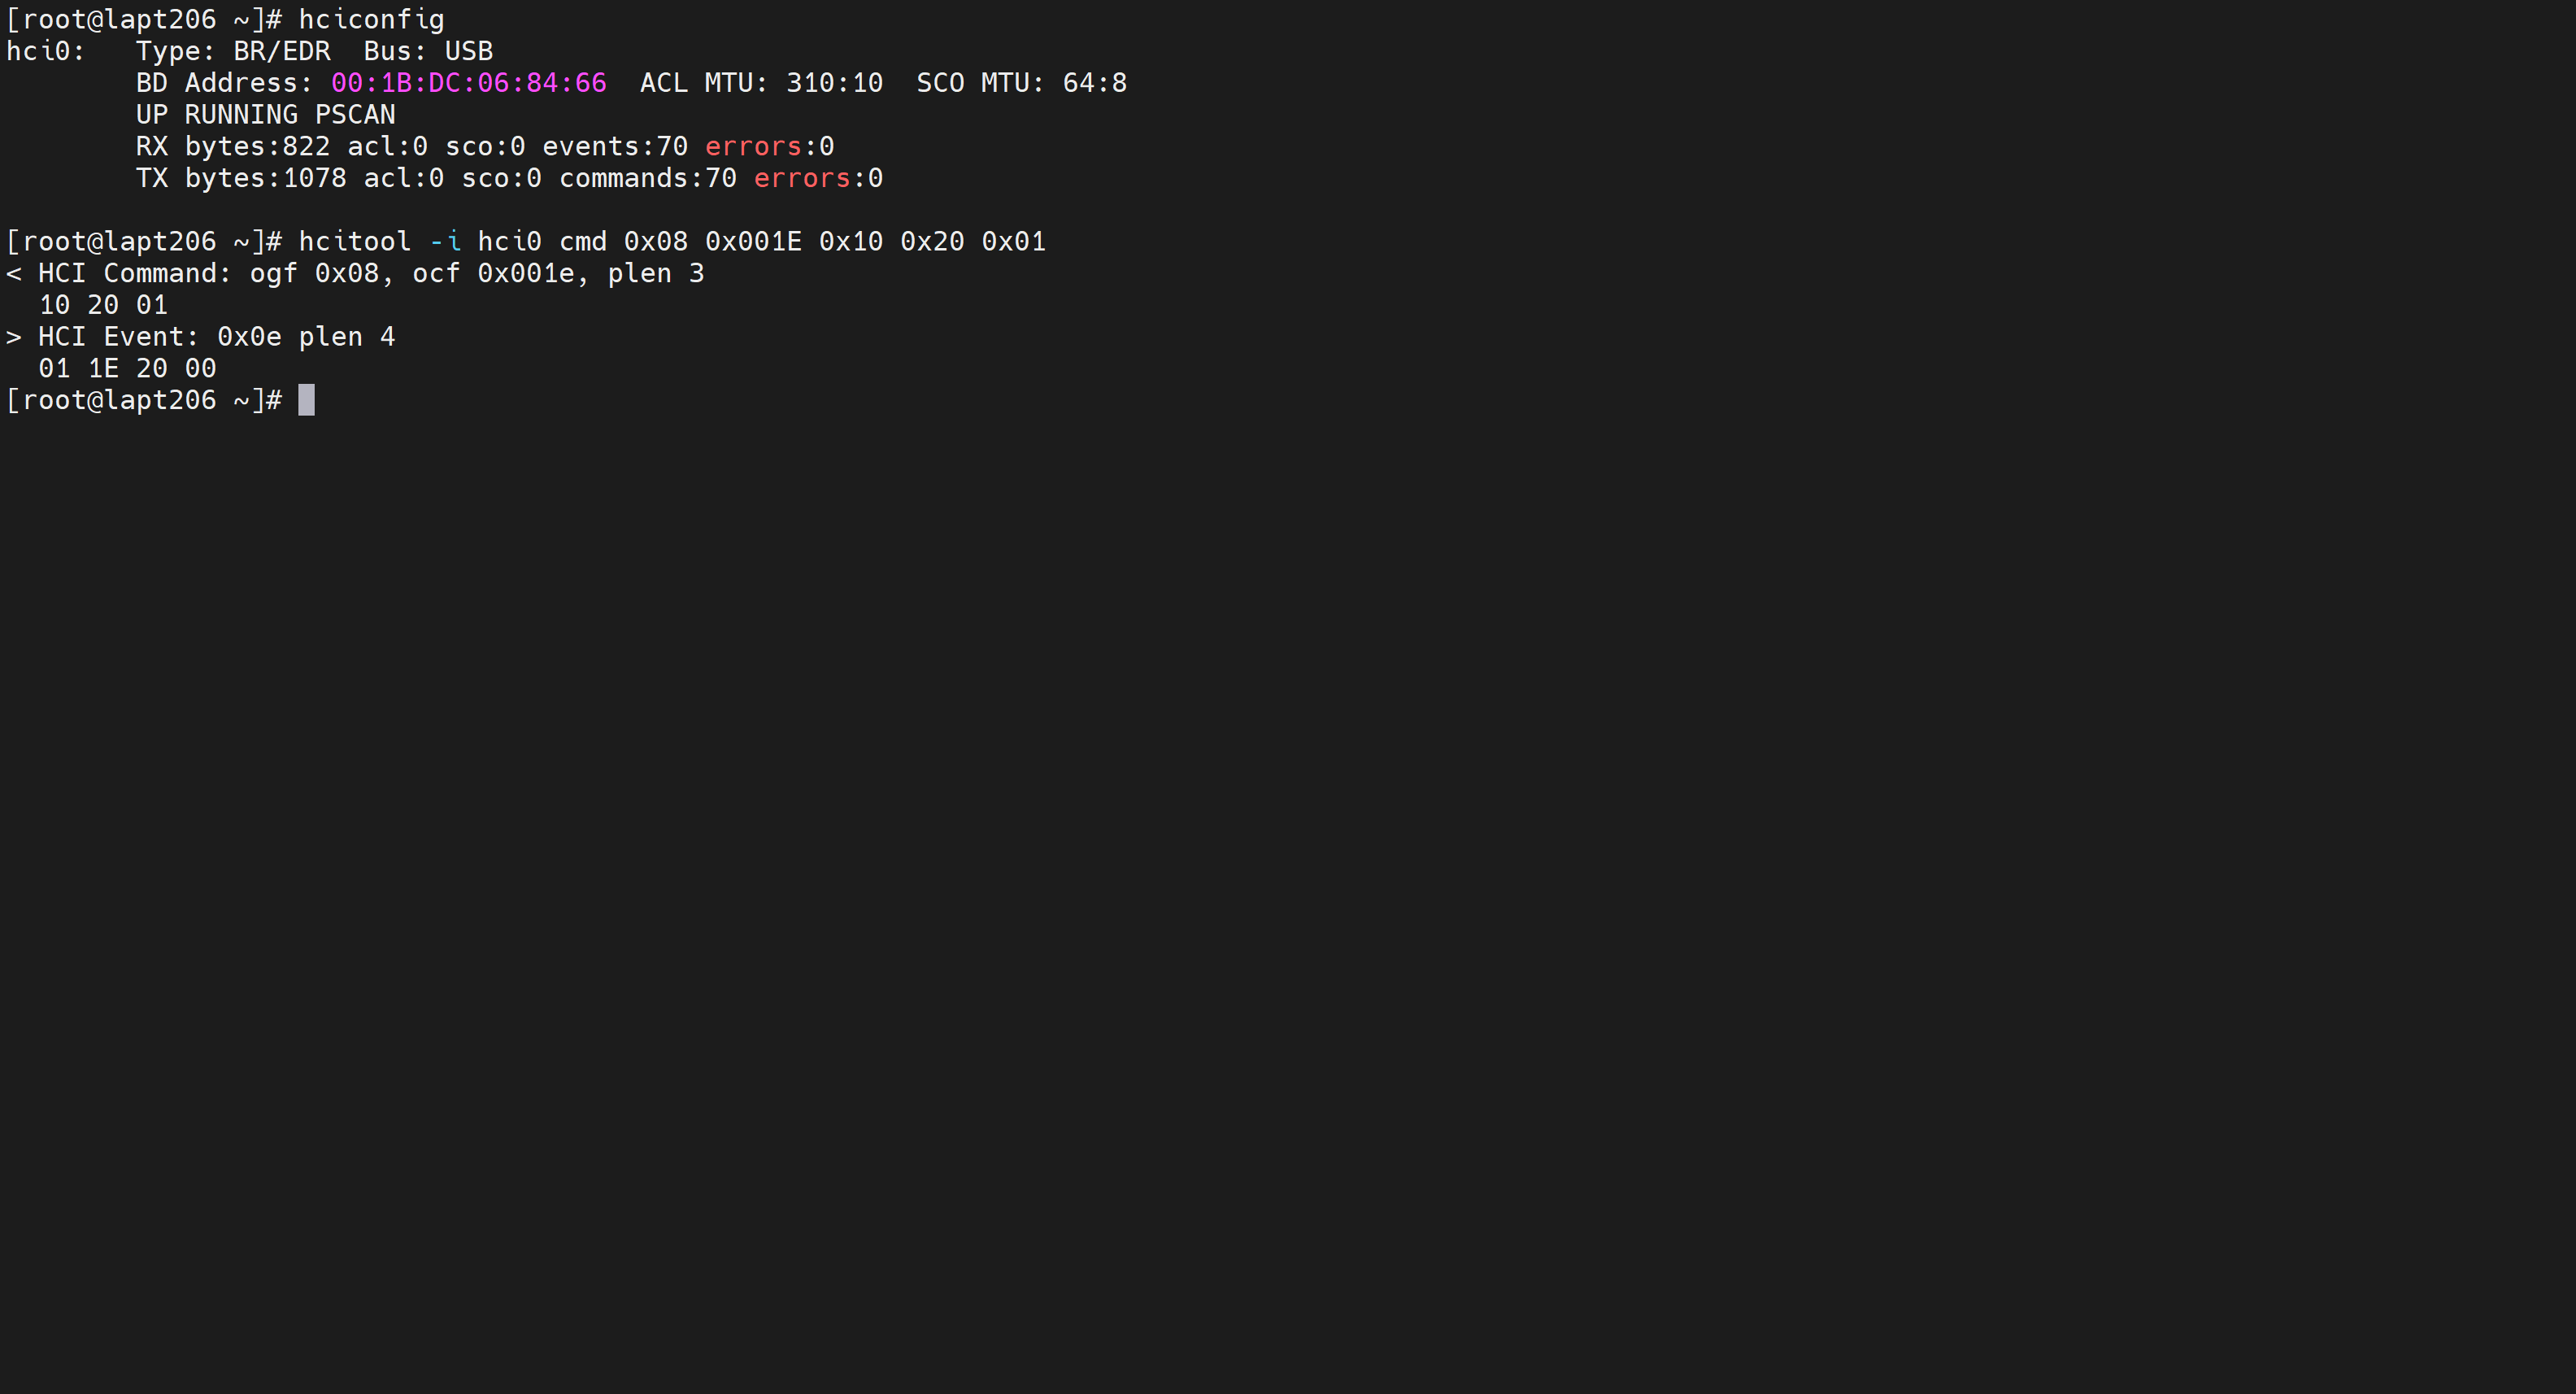 [root@lapt206 ~]# hciconfig
hci0:   Type: BR/EDR  Bus: USB
        BD Address: 00:1B:DC:06:84:66  ACL MTU: 310:10  SCO MTU: 64:8
        UP RUNNING PSCAN
        RX bytes:822 acl:0 sco:0 events:70 errors:0
        TX bytes:1078 acl:0 sco:0 commands:70 errors:0

[root@lapt206 ~]# hcitool -i hci0 cmd 0x08 0x001E 0x10 0x20 0x01
< HCI Command: ogf 0x08, ocf 0x001e, plen 3
  10 20 01
> HCI Event: 0x0e plen 4
  01 1E 20 00
[root@lapt206 ~]#